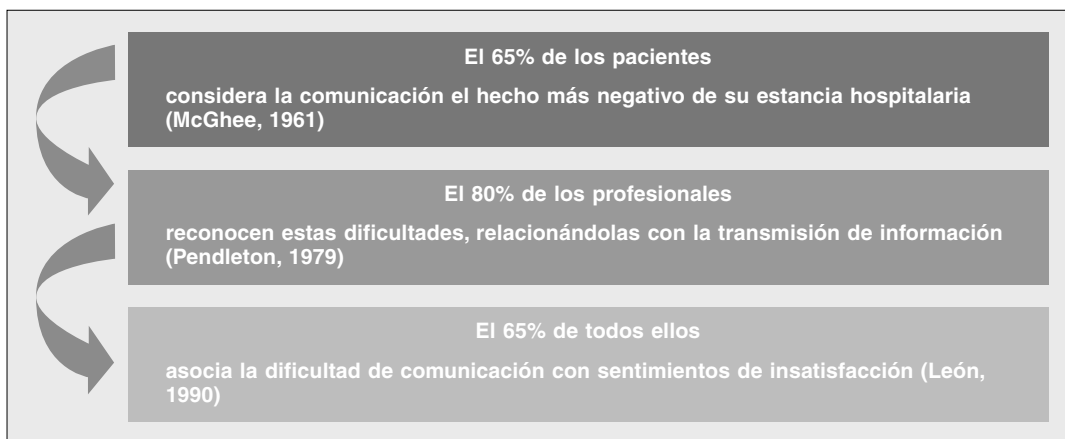 El 65% de los pacientes
considera la comunicación el hecho más negativo de su estancia hospitalaria
(McGhee, 1961)
El 80% de los profesionales
reconocen estas dificultades, relacionándolas con la transmisión de información
(Pendleton, 1979)
El 65% de todos ellos
asocia la dificultad de comunicación con sentimientos de insatisfacción (León,
1990)